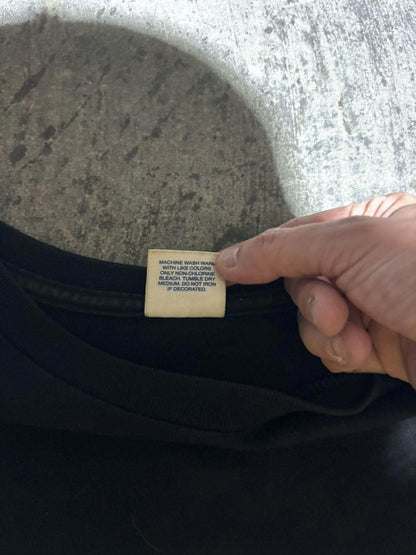 MACHINE WASH WARM
WITH LIKE COLORS
ONLY NON-CHLORINE
BLEACH. TUMBLE DRY
MEDIUM. DO NOT IRON
IF DECORATED.